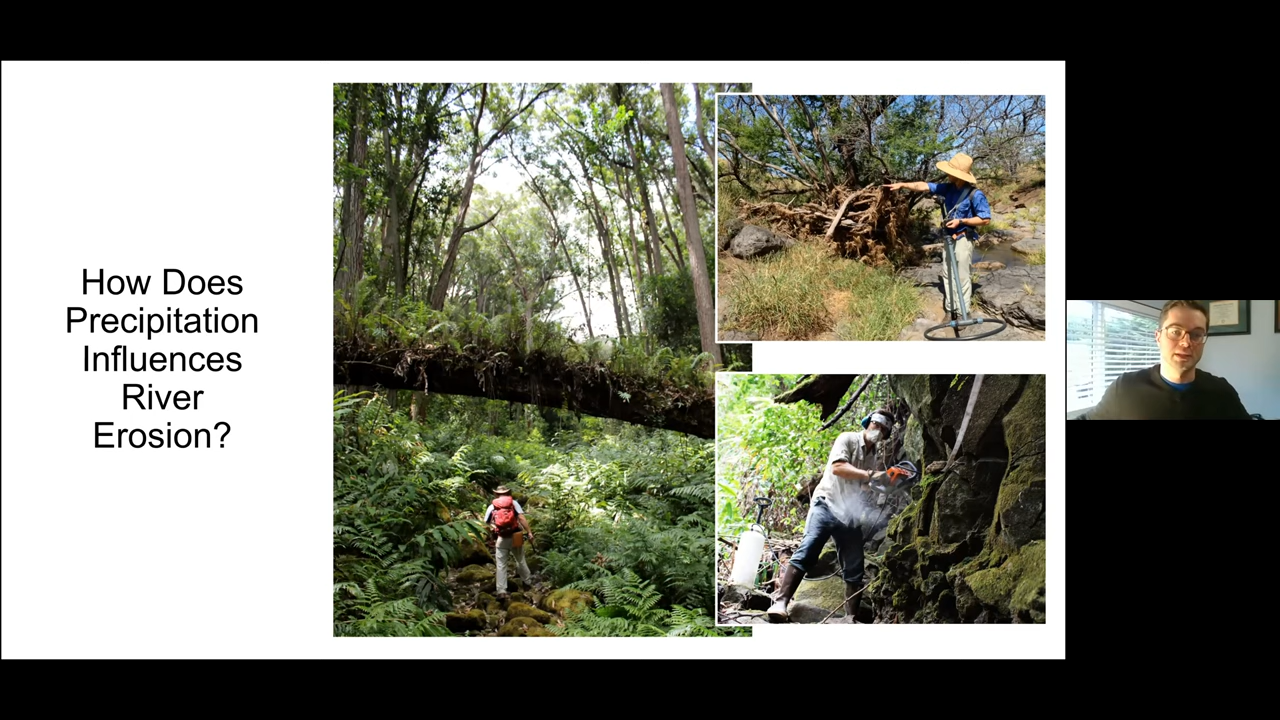 How Does
Precipitation
Influences
River
Erosion?